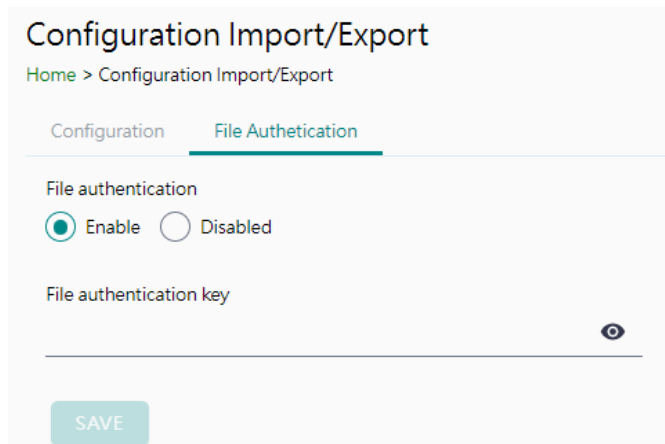 Configuration Import/Export
Home > Configuration Import/Export
Configuration File Authetication
File authentication
Enable Disabled
File authentication key
SAVE